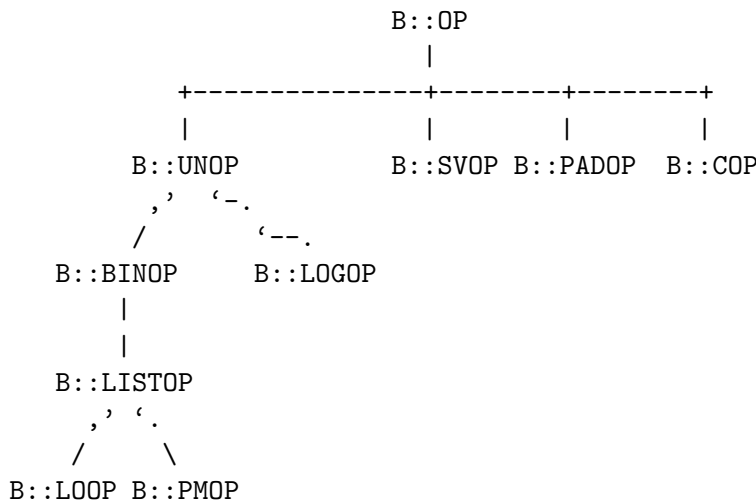 B::OP
|
+---------------+--------+--------+
| | | |
B::UNOP B::SVOP B::PADOP B::COP
,’ ‘-.
/ ‘--.
B::BINOP B::LOGOP
|
|
B::LISTOP
,’ ‘.
/ \
B::LOOP B::PMOP